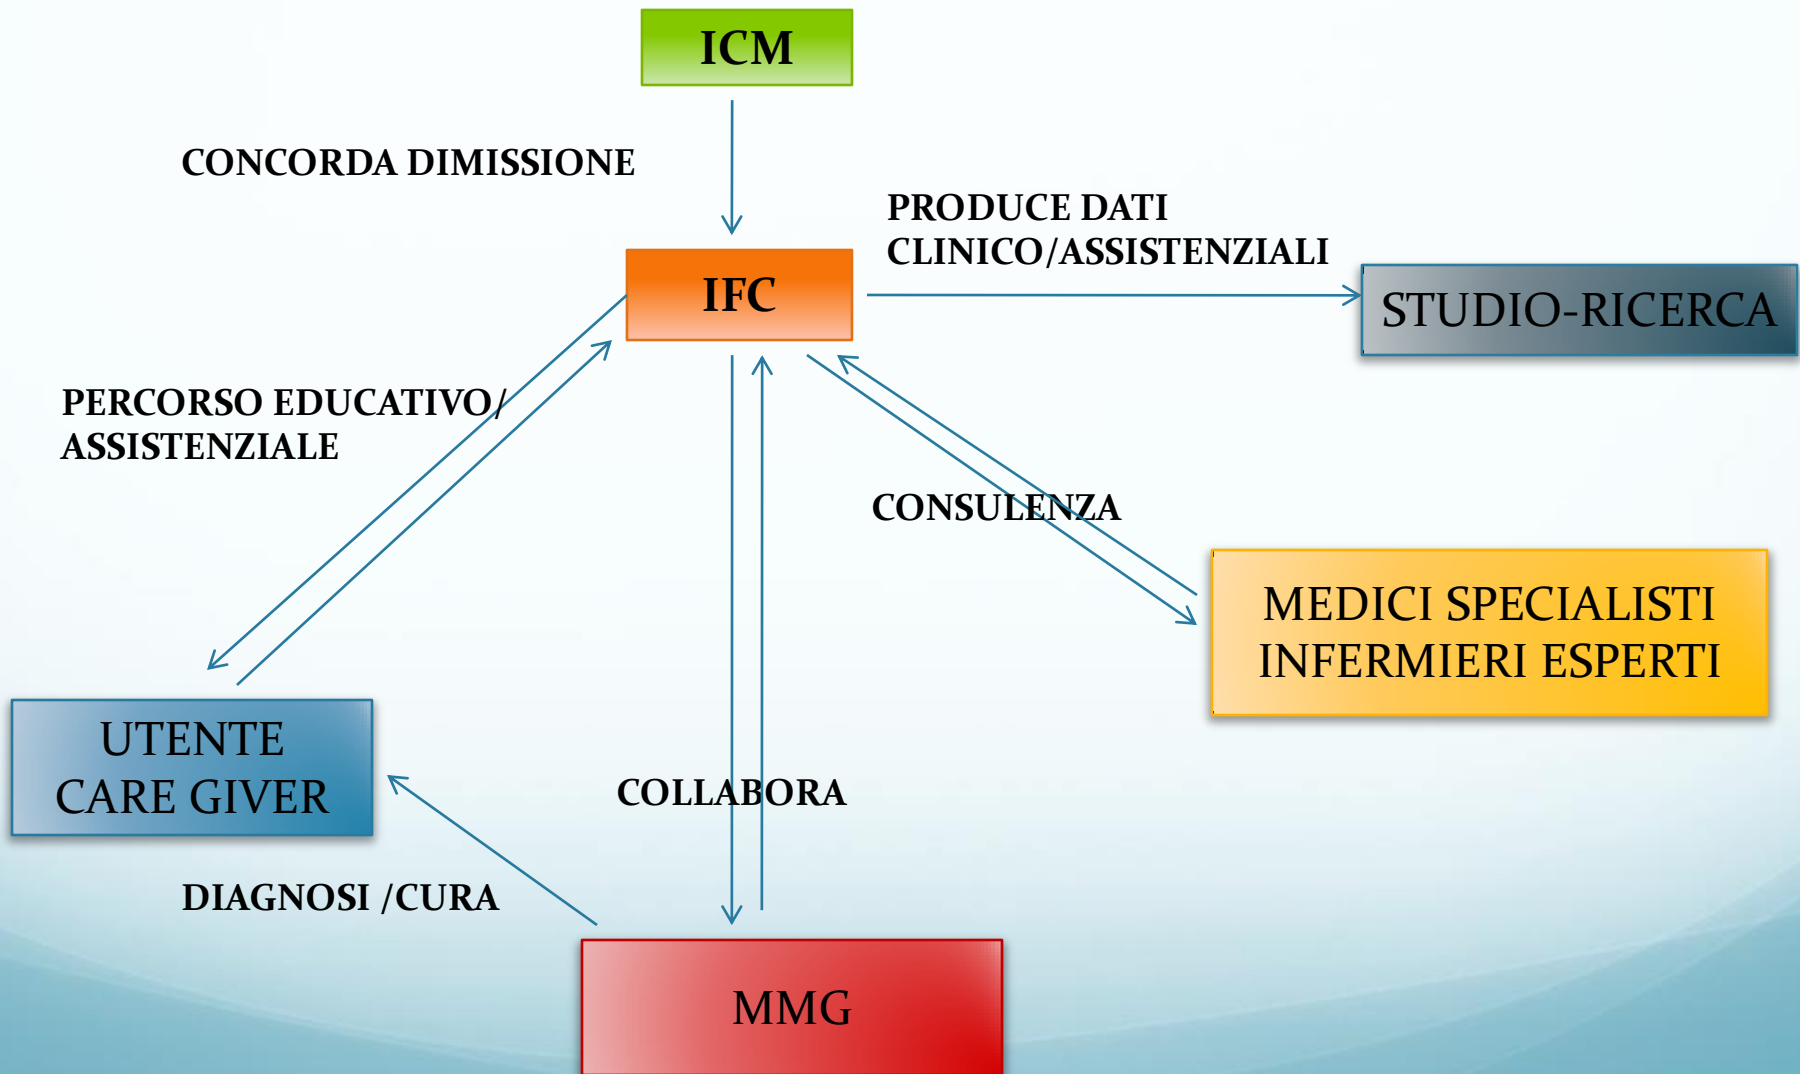 ICM
CONCORDA DIMISSIONE
PRODUCE DATI
CLINICO/ASSISTENZIALI
IFC
STUDIO-RICERCA
PERCORSO EDUCATIVO/
ASSISTENZIALE
CONSULENZA
MEDICI SPECIALISTI
INFERMIERI ESPERTI
UTENTE
CARE GIVER
COLLABORA
DIAGNOSI /CURA
MMG